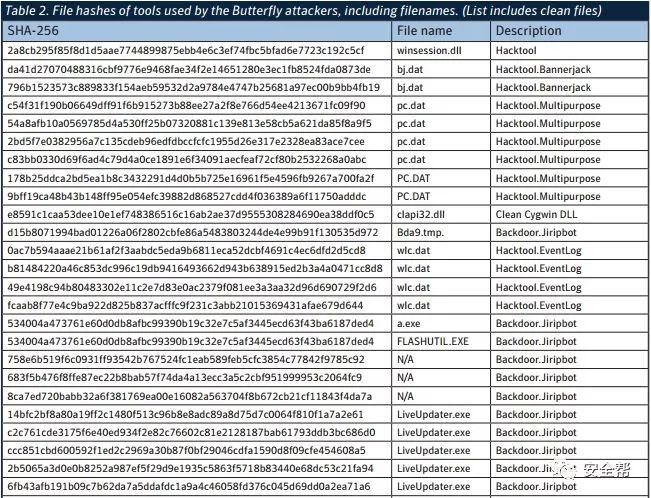 Table 2. File hashes of tools used by the Butterfly attackers, including filenames. (List includes clean files)
SHA-256 File name Description
2a8cb295f85f8d1d5aae7744899875ebb4e6c3ef74fbc5bfad6e7723c192c5cf winsession.dll Hacktool
da41d27070488316cbf9776e9468fae34f2e14651280e3ec1fb8524fda0873de bj.dat Hacktool.Bannerjack
796b1523573c889833f154aeb59532d2a9784e4747b25681a97ec00b9bb4fb19 bj.dat Hacktool.Bannerjack
c54f31f190b06649dff91f6b915273b88ee27a2f8e766d54ee4213671fc09f90 pc.dat Hacktool.Multipurpose
54a8afb10a0569785d4a530ff25b07320881c139e813e58cb5a621da85f8a9f5 pc.dat Hacktool.Multipurpose
2bd5f7e0382956a7c135cdeb96edfdbccfcfc1955d26e317e2328ea83ace7cee pc.dat Hacktool.Multipurpose
c83bb0330d69f6ad4c79d4a0ce1891e6f34091aecfeaf72cf80b2532268a0abc pc.dat Hacktool.Multipurpose
178b25ddca2bd5ea1b8c3432291d4d0b5b725e16961f5e4596fb9267a700fa2f PC.DAT Hacktool.Multipurpose
9bff19ca48b43b148ff95e054efc39882d868527cdd4f036389a6f11750adddc PC.DAT Hacktool.Multipurpose
e8591c1caa53dee10e1ef748386516c16ab2ae37d9555308284690ea38ddf0c5 clapi32.dll Clean Cygwin DLL
d15b8071994bad01226a06f2802cbfe86a5483803244de4e99b91f130535d972 Bda9.tmp. Backdoor.Jiripbot
0ac7b594aaae21b61af2f3aabdc5eda9b6811eca52dcbf4691c4ec6dfd2d5cd8 wlc.dat Hacktool.EventLog
b81484220a46c853dc996c19db9416493662d943b638915ed2b3a4a0471cc8d8 wlc.dat Hacktool.EventLog
49e4198c94b80483302e11c2e7d83e0ac2379f081ee3a3aa32d96d690729f2d6 wlc.dat Hacktool.EventLog
fcaab8f77e4c9ba922d825b837acfffc9f231c3abb21015369431afae679d644 wlc.dat Hacktool.EventLog
534004a473761e60d0db8afbc99390b19c32e7c5af3445ecd63f43ba6187ded4 a.exe Backdoor.Jiripbot
534004a473761e60d0db8afbc99390b19c32e7c5af3445ecd63f43ba6187ded4 FLASHUTIL.EXE Backdoor.Jiripbot
758e6b519f6c0931ff93542b767524fc1eab589feb5cfc3854c77842f9785c92 N/A Backdoor.Jiripbot
683f5b476f8ffe87ec22b8bab57f74da4a13ecc3a5c2cbf951999953c2064fc9 N/A Backdoor.Jiripbot
8ca7ed720babb32a6f381769ea00e16082a563704f8b672cb21cf11843f4da7a N/A Backdoor.Jiripbot
14bfc2bf8a80a19ff2c1480f513c96b8e8adc89a8d75d7c0064f810f1a7a2e61 LiveUpdater.exe Backdoor.Jiripbot
c2c761cde3175f6e40ed934f2e82c76602c81e2128187bab61793ddb3bc686d0 LiveUpdater.exe Backdoor.Jiripbot
ccc851cbd600592f1ed2c2969a30b87f0bf29046cdfa1590d8f09cfe454608a5 LiveUpdater.exe Backdoor.Jiripbot
2b5065a3d0e0b8252a987ef5f29d9e1935c5863f5718b83440e68dc53c21fa94 LiveUpdater.exe Backdoor.Jiripbot
6fb43afb191b09c7b62da7a5ddafdc1a9a4c46058fd376c045d69dd0a2ea71a6 LiveUpdater.exe Backdoor.Jiripbot
安全帮